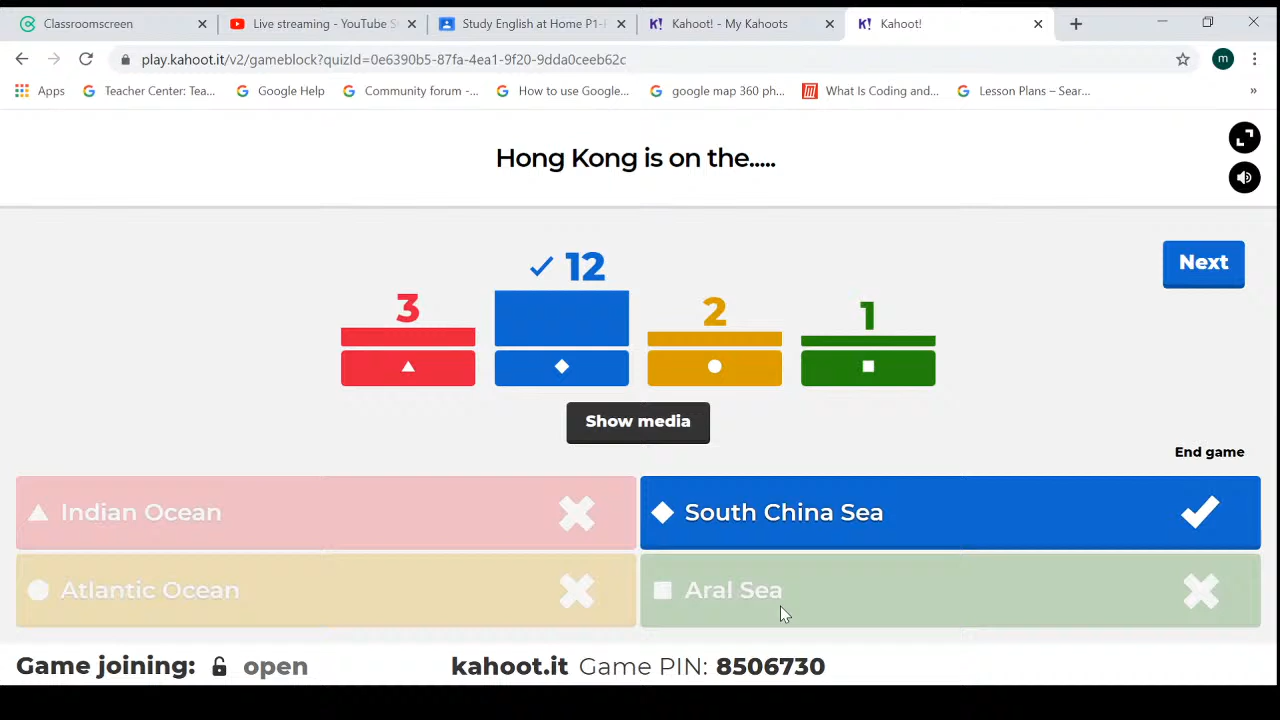 Classroomscreen
Live streaming - YouTube S
Study English at Home P1-
Kahoot! - My Kahoots
Kahoot!
play.kahoot.it/v2/gameblock?quizId=0e6390b5-87fa-4ea1-9f20-9dda0ceeb62c
m
Apps
Teacher Center: Tea...
Google Help
Community forum -...
How to use Google...
google map 360 ph...
What Is Coding and...
Lesson Plans – Sear...
»
Hong Kong is on the.....
3
12
2
1
Next
Show media
End game
Indian Ocean
South China Sea
Atlantic Ocean
Aral Sea
Game joining: open
kahoot.it Game PIN: 8506730